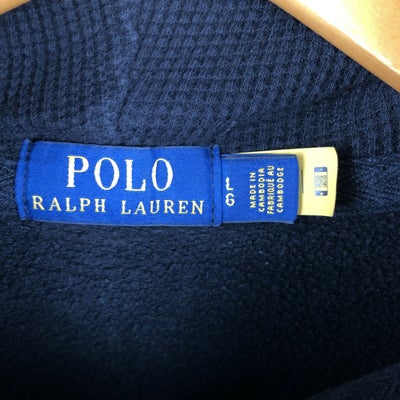 POLO
RALPH LAUREN
L
G
MADE IN
CAMBODIA
FABRIQUÉ AU
CAMBODGE